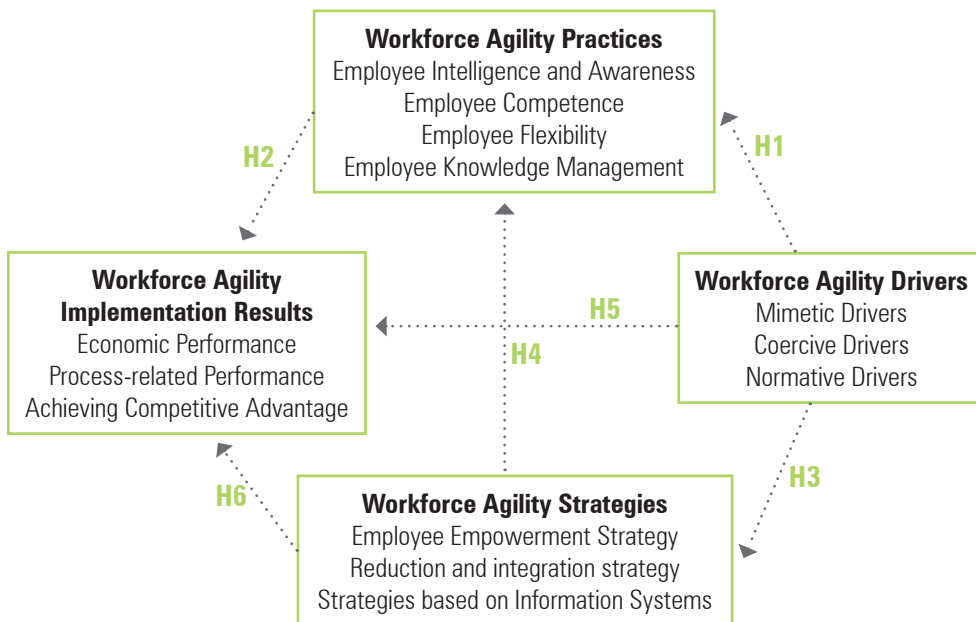 Workforce Agility Practices
Employee Intelligence and Awareness
Employee Competence
Employee Flexibility
Employee Knowledge Management
H2
H1
Workforce Agility
Implementation Results
Economic Performance
Process-related Performance
Achieving Competitive Advantage
H5
H4
Workforce Agility Drivers
Mimetic Drivers
Coercive Drivers
Normative Drivers
H6
H3
Workforce Agility Strategies
Employee Empowerment Strategy
Reduction and integration strategy
Strategies based on Information Systems